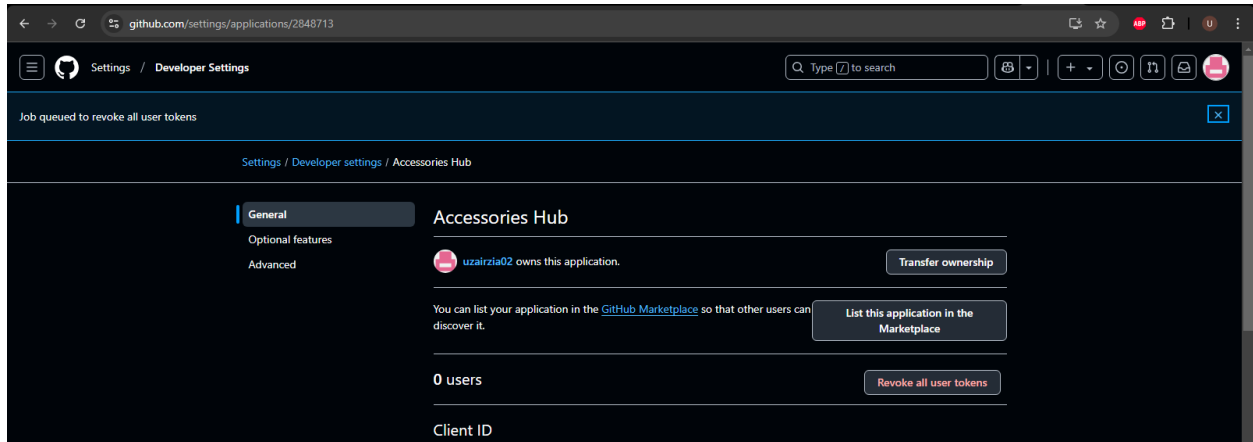 github.com/settings/applications/2848713
ABP
U
Settings / Developer Settings
Type / to search
Job queued to revoke all user tokens
Settings / Developer settings / Accessories Hub
General
Optional features
Advanced
Accessories Hub
uzairzia02 owns this application.
Transfer ownership
You can list your application in the GitHub Marketplace so that other users can
discover it.
List this application in the
Marketplace
0 users
Revoke all user tokens
Client ID